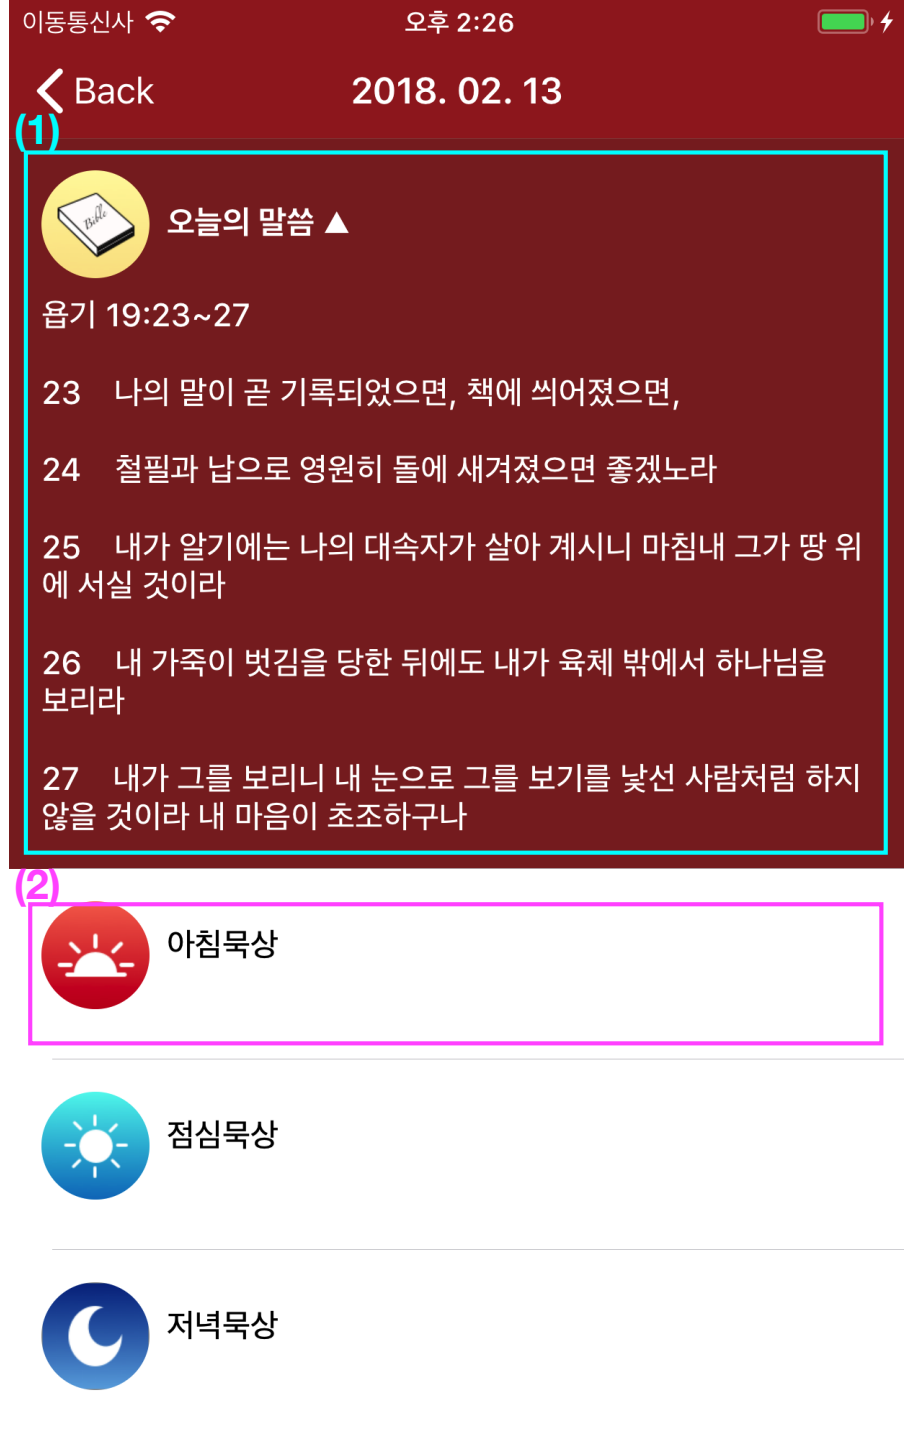 이동통신사 오후 2:26
Back 2018. 02. 13
(1)
Bible 오늘의 말씀 ▲
욥기 19:23~27
23 나의 말이 곧 기록되었으면, 책에 씌어졌으면,
24 철필과 납으로 영원히 돌에 새겨졌으면 좋겠노라
25 내가 알기에는 나의 대속자가 살아 계시니 마침내 그가 땅 위
에 서실 것이라
26 내 가죽이 벗김을 당한 뒤에도 내가 육체 밖에서 하나님을
보리라
27 내가 그를 보리니 내 눈으로 그를 보기를 낯선 사람처럼 하지
않을 것이라 내 마음이 초조하구나
(2)
아침묵상
점심묵상
저녁묵상